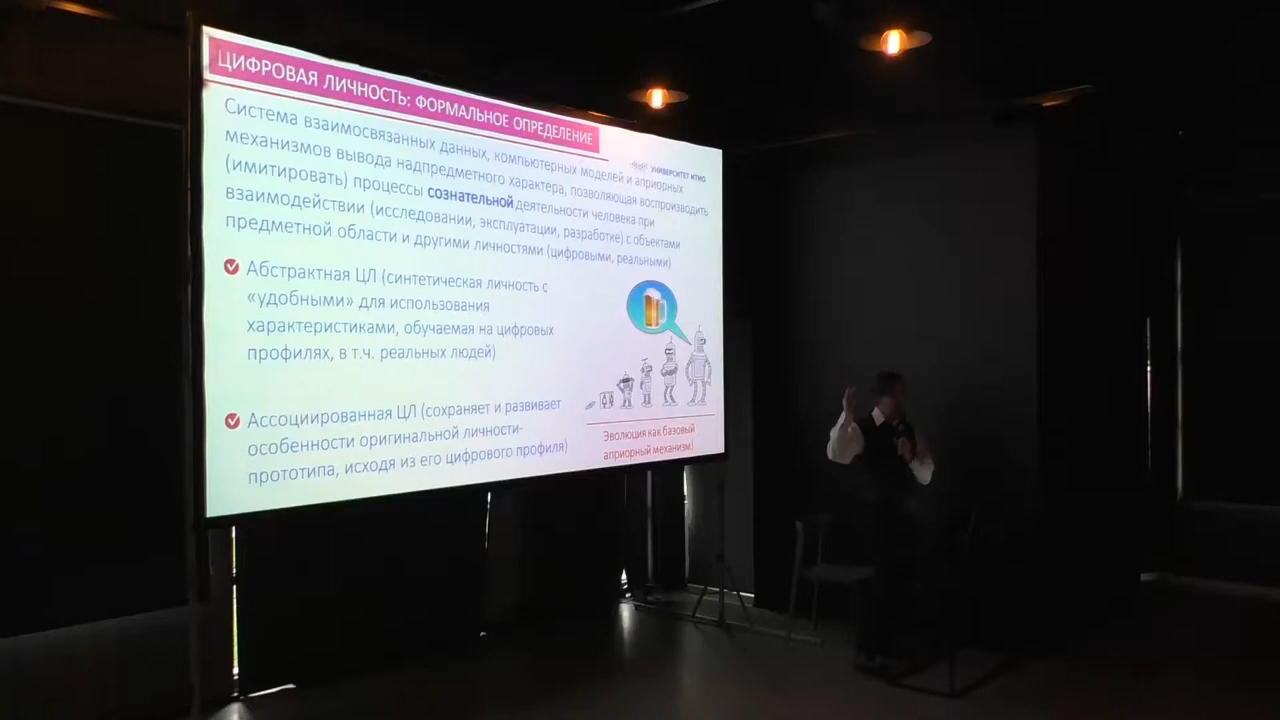 ЦИФРОВАЯ ЛИЧНОСТЬ: ФОРМАЛЬНОЕ ОПРЕДЕЛЕНИЕ
УНИВЕРСИТЕТ ИТМО
Система взаимосвязанных данных, компьютерных моделей и априорных
механизмов вывода надпредметного характера, позволяющая воспроизводить
(имитировать) процессы сознательной деятельности человека при
взаимодействии (исследовании, эксплуатации, разработке) с объектами
предметной области и другими личностями (цифровыми, реальными)
Абстрактная ЦЛ (синтетическая личность с
«удобными» для использования
характеристиками, обучаемая на цифровых
профилях, в т.ч. реальных людей)
Ассоциированная ЦЛ (сохраняет и развивает
особенности оригинальной личности-
прототипа, исходя из его цифрового профиля)
Эволюция как базовый
априорный механизм!